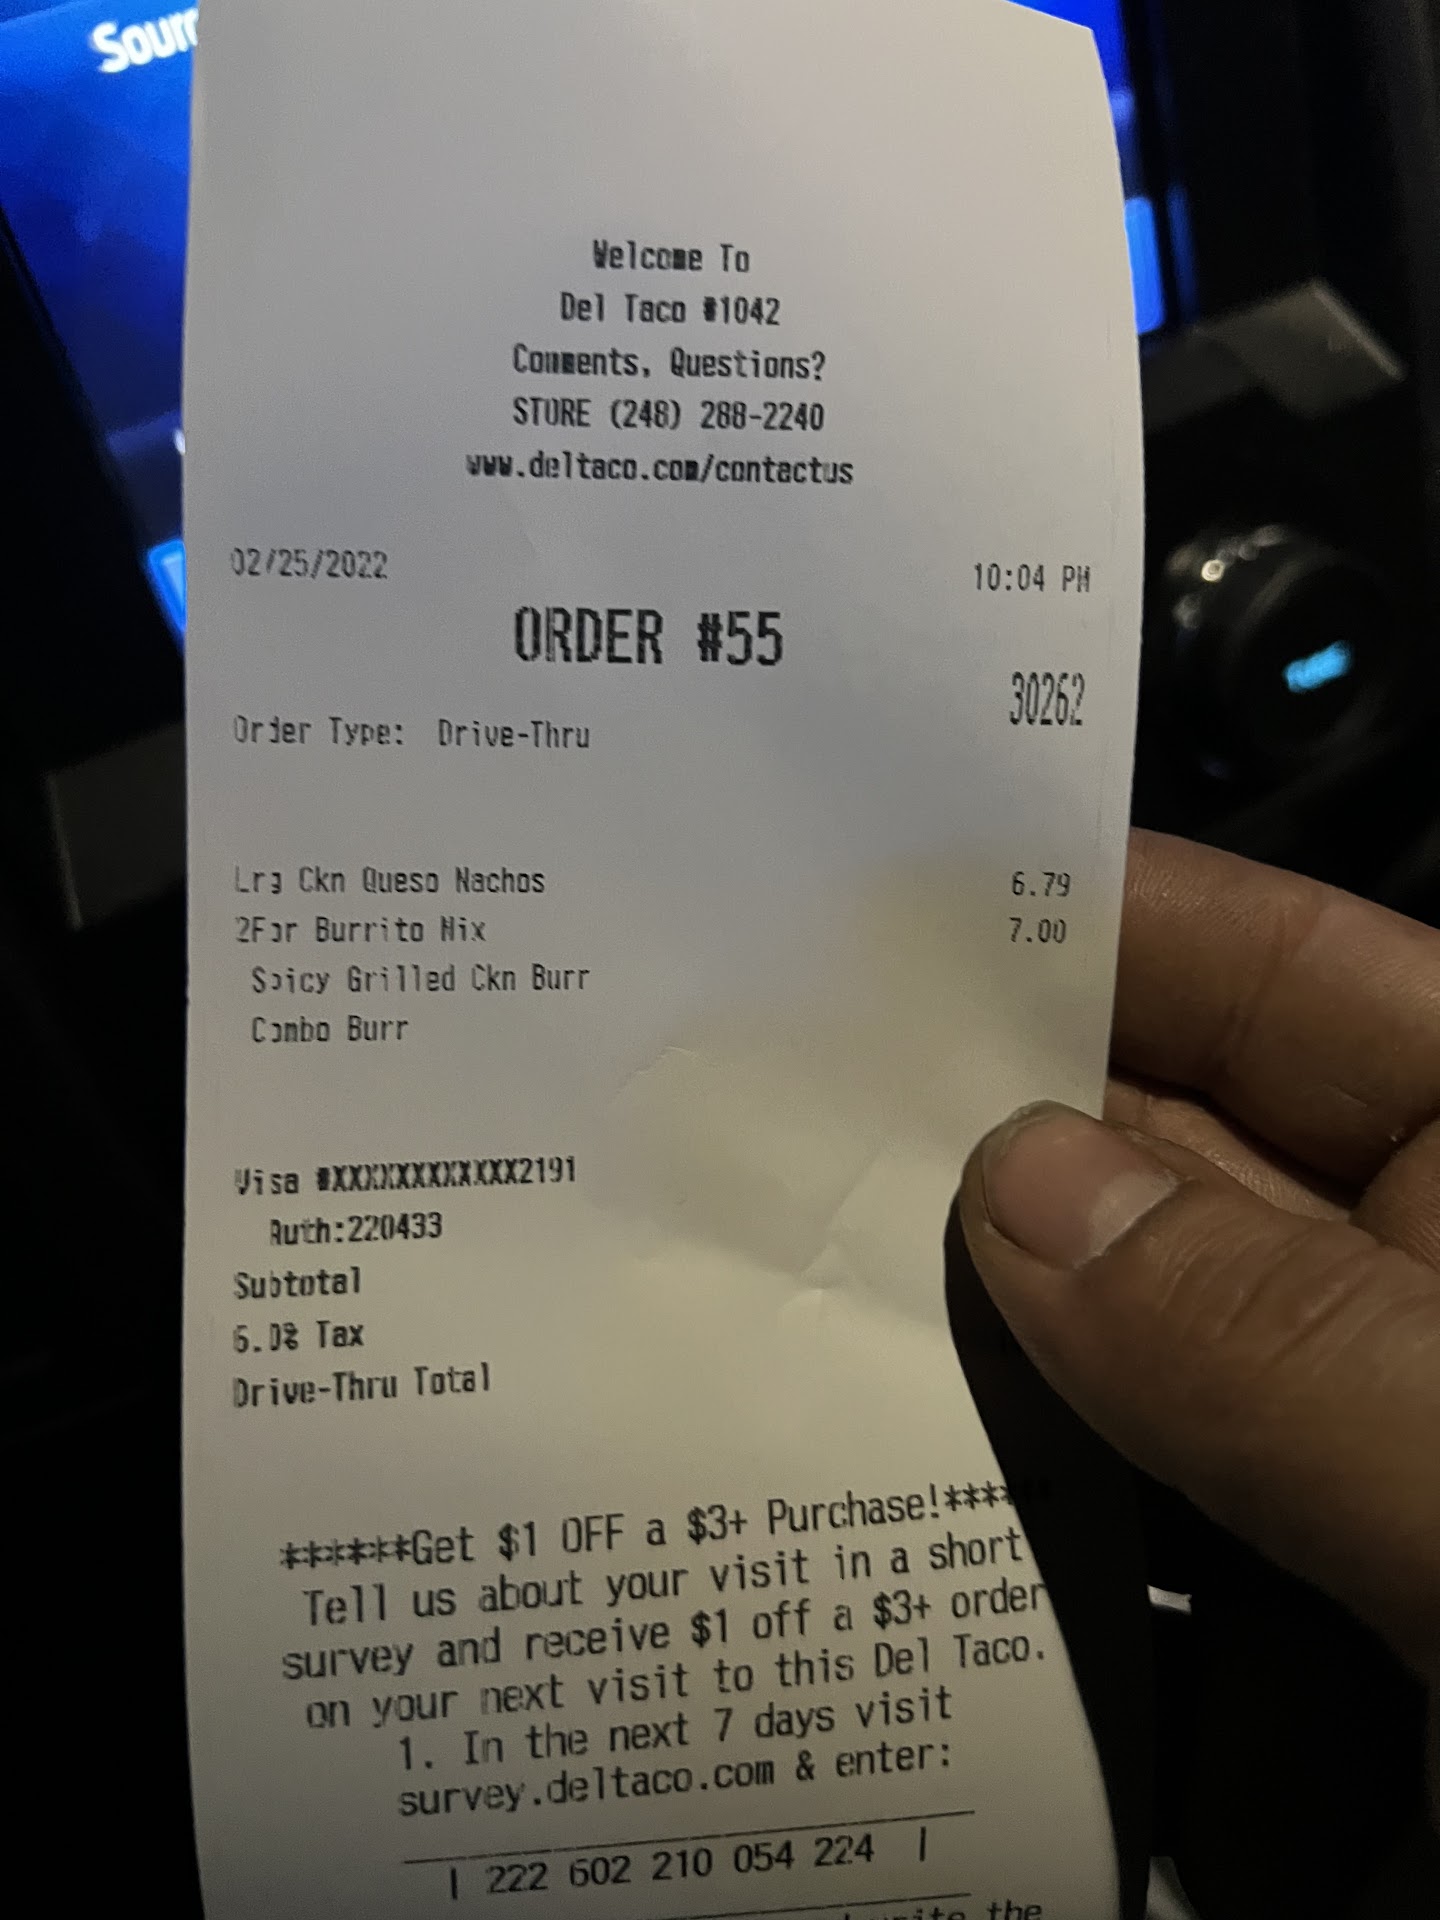 Welcome To
Del Taco #1042
Comments, Questions?
STORE (248) 288-2240
www.deltaco.com/contactus
02/25/2022 10:04 PM
ORDER #55
30262
Order Type: Drive-Thru
Lrg Ckn Queso Nachos 6.79
2For Burrito Mix 7.00
Spicy Grilled Ckn Burr
Combo Burr
Visa #XXXXXXXXXXXX2191
Auth:220433
Subtotal
6.0% Tax
Drive-Thru Total
******Get $1 OFF a $3+ Purchase!****
Tell us about your visit in a short
survey and receive $1 off a $3+ order
on your next visit to this Del Taco.
1. In the next 7 days visit
survey.deltaco.com & enter:
| 222 602 210 054 224 |
the